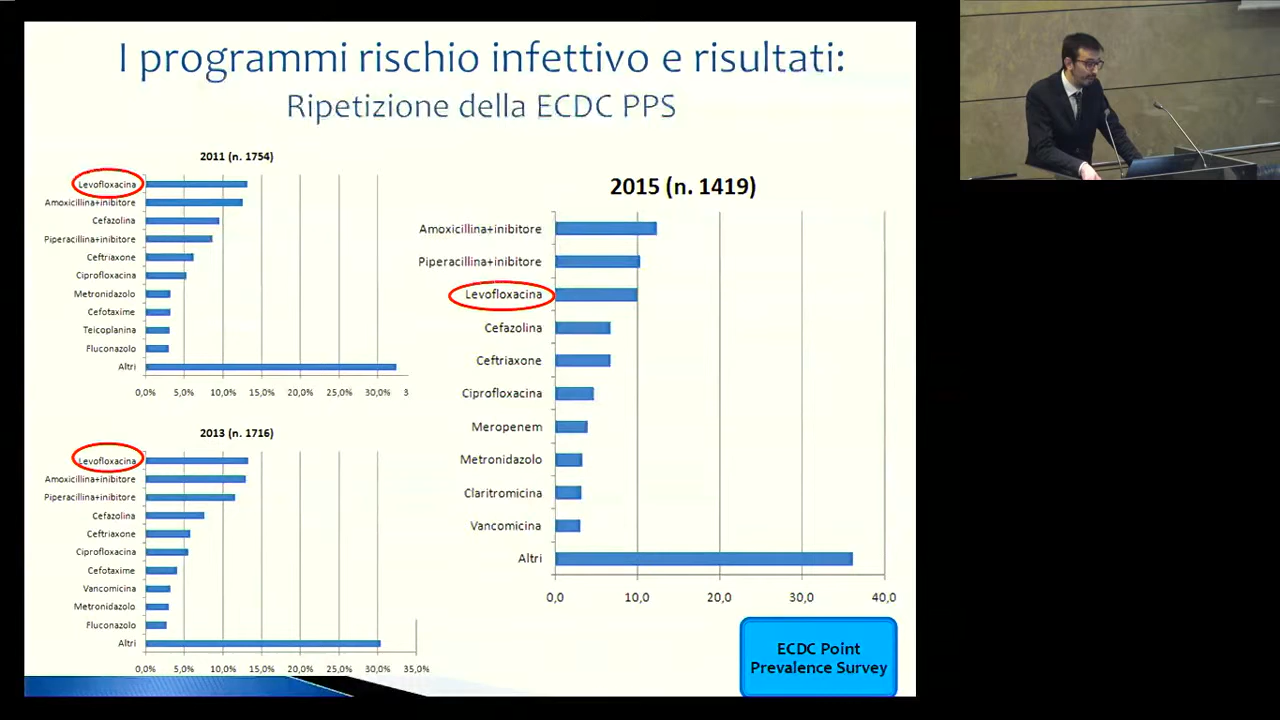 I programmi rischio infettivo e risultati:
Ripetizione della ECDC PPS
2011 (n. 1754)
Levofloxacina
Amoxicillina+inibitore
Cefazolina
Piperacillina+inibitore
Ceftriaxone
Ciprofloxacina
Metronidazolo
Cefotaxime
Teicoplanina
Fluconazolo
Altri
0,0% 5,0% 10,0% 15,0% 20,0% 25,0% 30,0% 3
2013 (n. 1716)
Levofloxacina
Amoxicillina+inibitore
Piperacillina+inibitore
Cefazolina
Ceftriaxone
Ciprofloxacina
Cefotaxime
Vancomicina
Metronidazolo
Fluconazolo
Altri
0,0% 5,0% 10,0% 15,0% 20,0% 25,0% 30,0% 35,0%
2015 (n. 1419)
Amoxicillina+inibitore
Piperacillina+inibitore
Levofloxacina
Cefazolina
Ceftriaxone
Ciprofloxacina
Meropenem
Metronidazolo
Claritromicina
Vancomicina
Altri
0,0 10,0 20,0 30,0 40,0
ECDC Point
Prevalence Survey